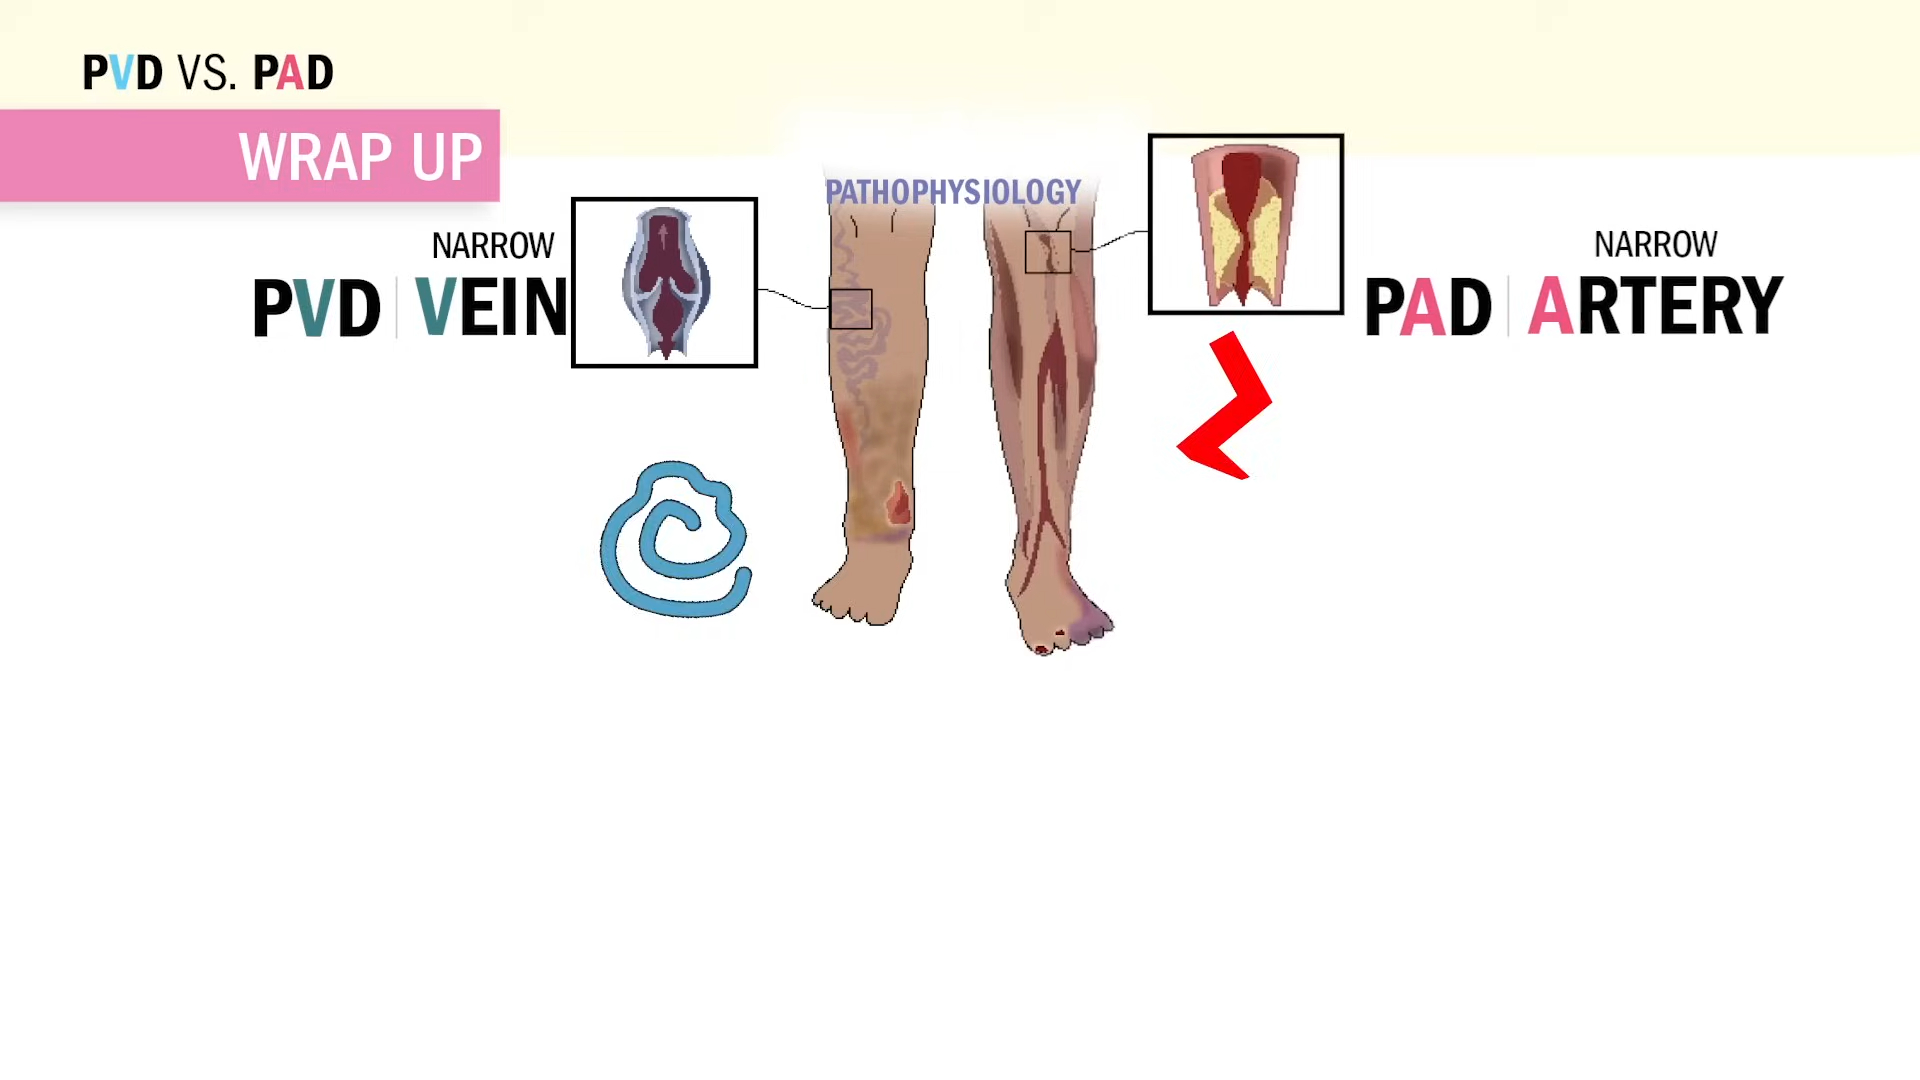 PVD VS. PAD
WRAP UP
PATHOPHYSIOLOGY
NARROW
PVD VEIN
NARROW
PAD ARTERY